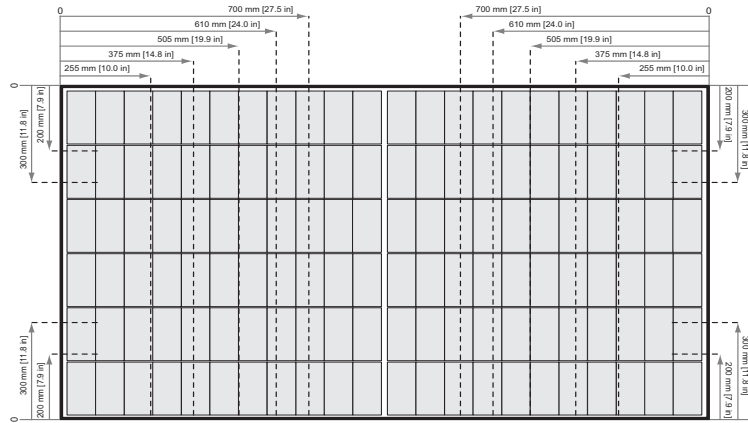 0
700 mm [27.5 in]
700 mm [27.5 in]
0
610 mm [24.0 in]
610 mm [24.0 in]
505 mm [19.9 in]
505 mm [19.9 in]
375 mm [14.8 in]
375 mm [14.8 in]
255 mm [10.0 in]
255 mm [10.0 in]
0
0
300 mm [11.8 in]
200 mm [7.9 in]
200 mm [7.9 in]
300 mm [11.8 in]
300 mm [11.8 in]
200 mm [7.9 in]
200 mm [7.9 in]
300 mm [11.8 in]
0
0